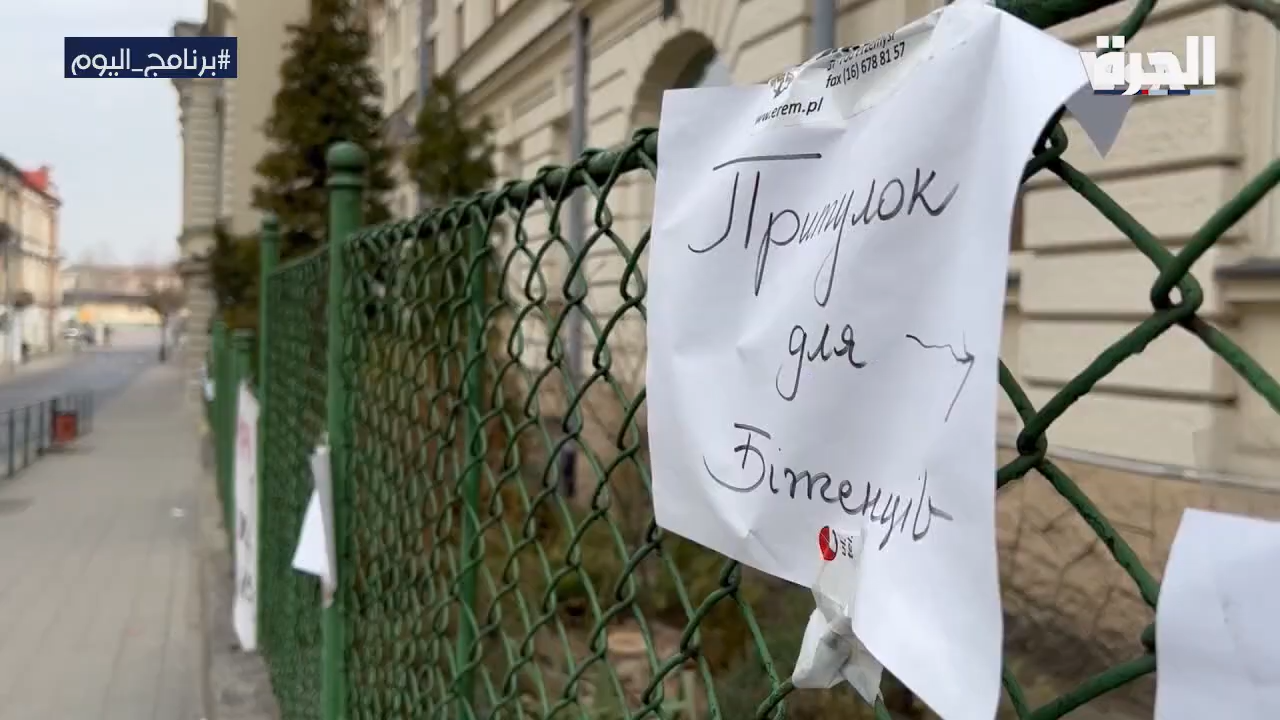 #برنامج_اليوم
الحرة
fax (16) 678 81 57
www.erem.pl
Притулок
для
Біженців